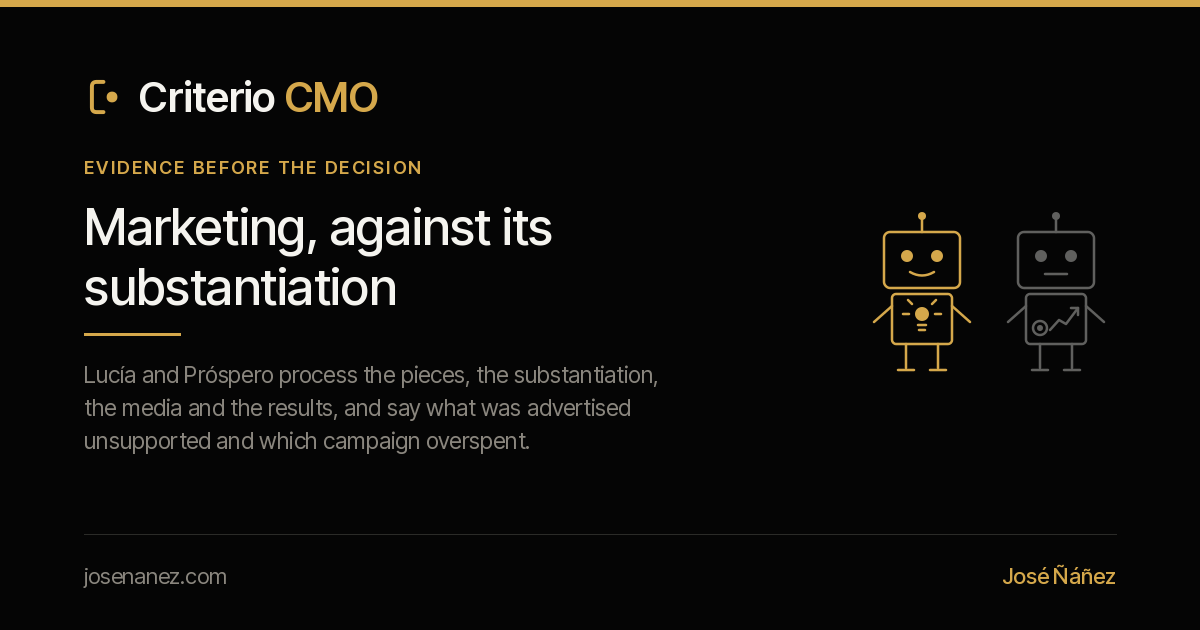 Criterio CMO
EVIDENCE BEFORE THE DECISION
Marketing, against its
substantiation
Lucía and Próspero process the pieces, the substantiation,
the media and the results, and say what was advertised
unsupported and which campaign overspent.
josenanez.com
José Ñáñez